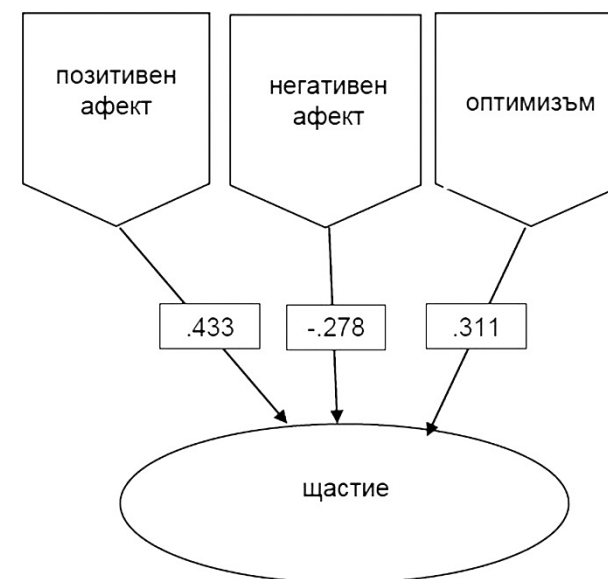 позитивен
афект
негативен
афект
оптимизъм
.433
-.278
.311
щастие